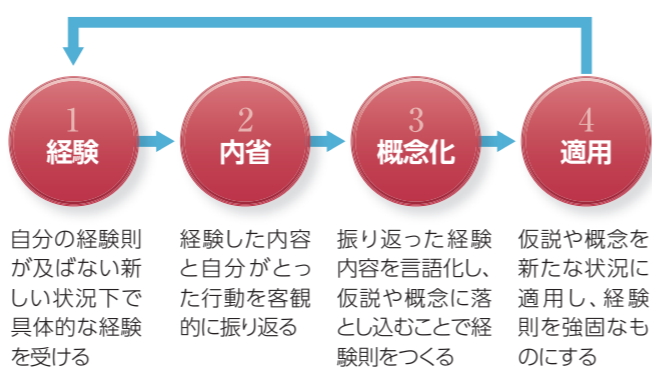 1
経験
2
内省
3
概念化
4
適用
自分の経験則
が及ばない新
しい状況下で
具体的な経験
を受ける
経験した内容
と自分がとっ
た行動を客観
的に振り返る
振り返った経験
内容を言語化し、
仮説や概念に落
とし込むことで経
験則をつくる
仮説や概念を
新たな状況に
適用し、経験
則を強固なも
のにする